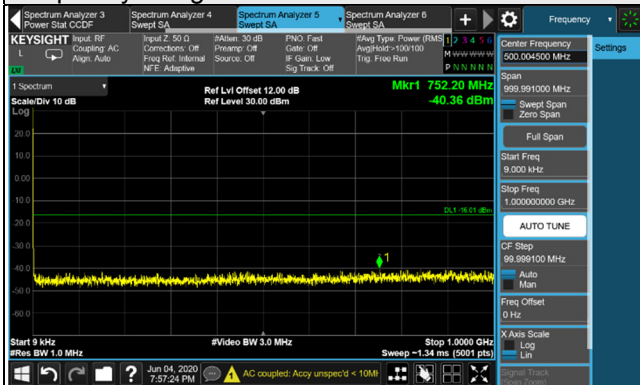 Spectrum Analyzer 3
Power Stat CCDF
Spectrum Analyzer 4
Swept SA
Spectrum Analyzer 5
Swept SA
Spectrum Analyzer 6
Swept SA
+
Frequency
KEYSIGHT
L
LV
Input: RF
Coupling: AC
Align: Auto
Input Z: 50 Ω
Corrections: Off
Freq Ref: Internal
NFE: Adaptive
#Atten: 30 dB
Preamp: Off
Source: Off
PNO: Fast
Gate: Off
IF Gain: Low
Sig Track: Off
#Avg Type: Power (RMS
Avg|Hold:>100/100
Trig: Free Run
1 2 3 4 5 6
M W W W W W
P N N N N N
1 Spectrum
Scale/Div 10 dB
Log
Ref Lvl Offset 12.00 dB
Ref Level 30.00 dBm
Mkr1 752.20 MHz
-40.36 dBm
20.0
10.0
0.00
-30.0
-40.0
-50.0
-60.0
DL1 -16.01 dBm
1
Start 9 kHz
#Res BW 1.0 MHz
#Video BW 3.0 MHz
Stop 1.0000 GHz
Sweep ~1.34 ms (5001 pts)
Jun 04, 2020
7:57:24 PM
AC coupled: Accy unspec'd < 10MH
Center Frequency
500.004500 MHz
Settings
Span
999.991000 MHz
Swept Span
Zero Span
Full Span
Start Freq
9.000 kHz
Stop Freq
1.000000000 GHz
AUTO TUNE
CF Step
99.999100 MHz
Auto
Man
Freq Offset
0 Hz
X Axis Scale
Log
Lin
Signal Track
(Span Zoom)